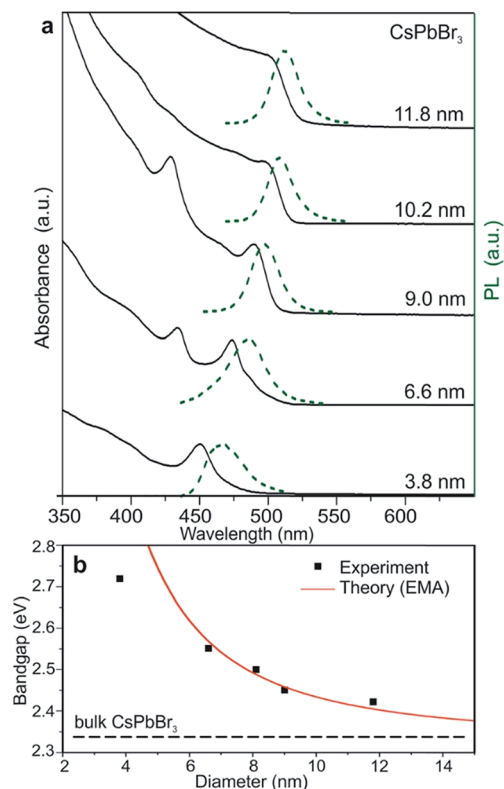 a
CsPbBr3
11.8 nm
10.2 nm
9.0 nm
6.6 nm
3.8 nm
Absorbance (a.u.)
PL (a.u.)
350 400 450 500 550 600
Wavelength (nm)
b
Experiment
Theory (EMA)
bulk CsPbBr3
Bandgap (eV)
2.8
2.7
2.6
2.5
2.4
2.3
2 4 6 8 10 12 14
Diameter (nm)